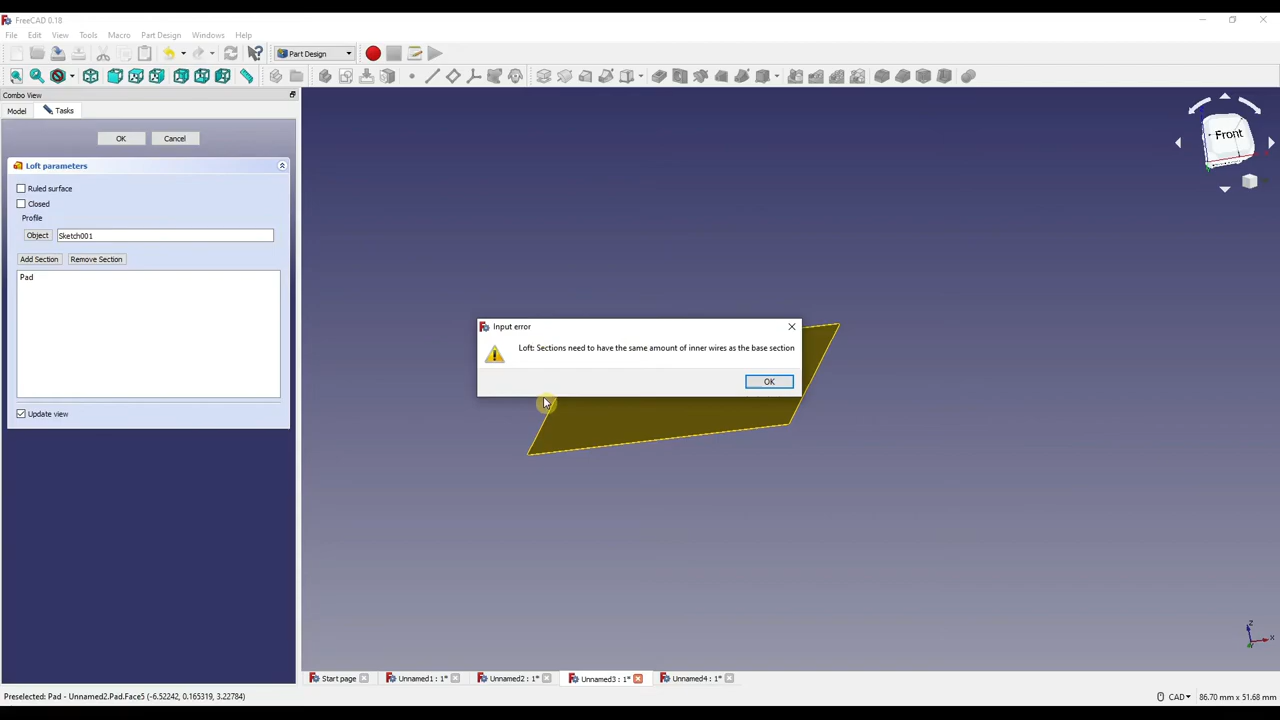 FreeCAD 0.18
File Edit View Tools Macro Part Design Windows Help
Part Design
Combo View
Model Tasks
OK Cancel
Loft parameters
Ruled surface
Closed
Profile
Object Sketch001
Add Section Remove Section
Pad
Update view
Front
Input error
Loft: Sections need to have the same amount of inner wires as the base section
OK
Z
X
Start page Unnamed1 : 1* Unnamed2 : 1* Unnamed3 : 1* Unnamed4 : 1*
Preselected: Pad - Unnamed2.Pad.Face5 (-6.52242, 0.165319, 3.22784) CAD 86.70 mm x 51.68 mm